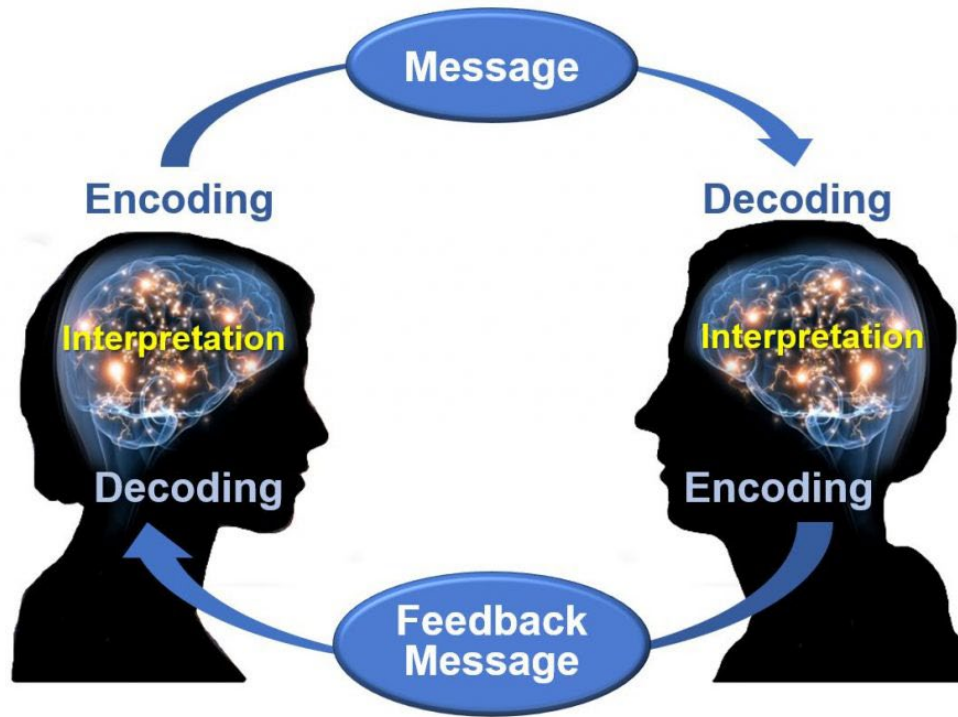 Message
Encoding
Decoding
Interpretation
Interpretation
Decoding
Encoding
Feedback
Message